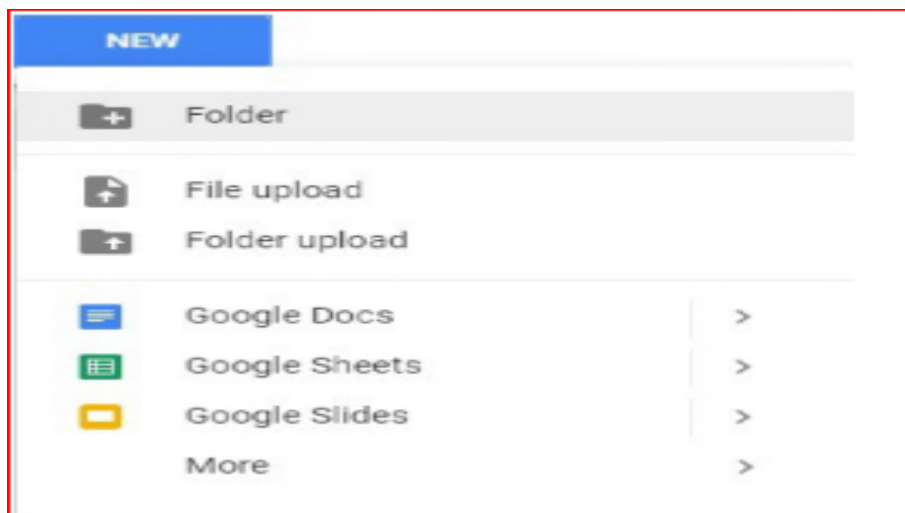 NEW
Folder
File upload
Folder upload
Google Docs >
Google Sheets >
Google Slides >
More >